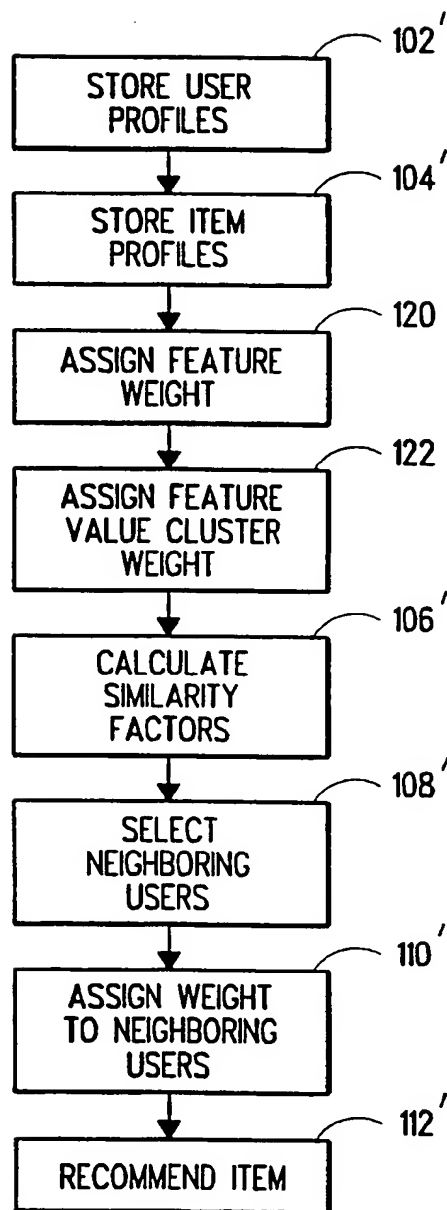 102'
STORE USER
PROFILES
104'
STORE ITEM
PROFILES
120
ASSIGN FEATURE
WEIGHT
122
ASSIGN FEATURE
VALUE CLUSTER
WEIGHT
106'
CALCULATE
SIMILARITY
FACTORS
108'
SELECT
NEIGHBORING
USERS
110'
ASSIGN WEIGHT
TO NEIGHBORING
USERS
112'
RECOMMEND ITEM